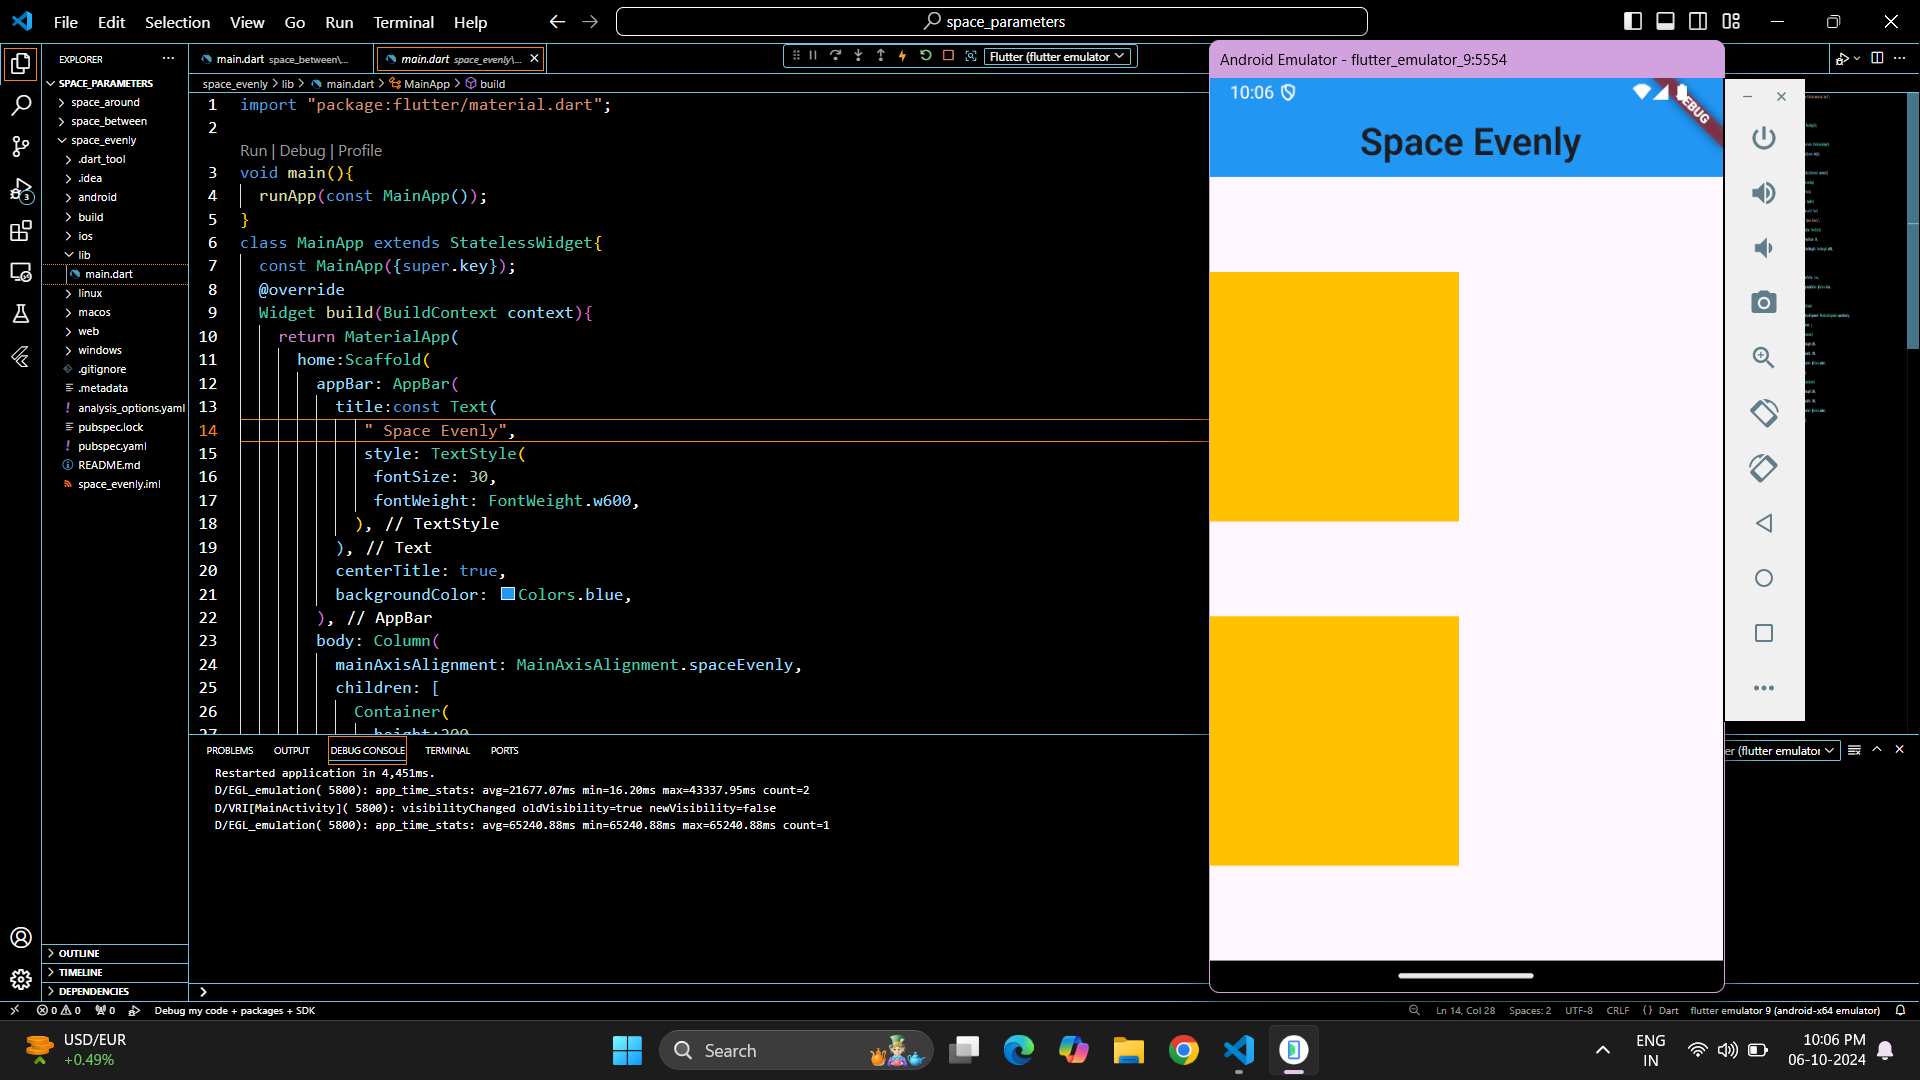 File Edit Selection View Go Run Terminal Help
space_parameters
EXPLORER
SPACE_PARAMETERS
space_around
space_between
space_evenly
.dart_tool
.idea
android
build
ios
lib
main.dart
linux
macos
web
windows
.gitignore
.metadata
analysis_options.yaml
pubspec.lock
pubspec.yaml
README.md
space_evenly.iml
OUTLINE
TIMELINE
DEPENDENCIES
3
main.dart space_between\...
main.dart space_evenly\...
Flutter (flutter emulator
space_evenly > lib > main.dart > MainApp > build
1 import "package:flutter/material.dart";
2
Run | Debug | Profile
3 void main(){
4 runApp(const MainApp());
5 }
6 class MainApp extends StatelessWidget{
7 const MainApp({super.key});
8 @override
9 Widget build(BuildContext context){
10 return MaterialApp(
11 home:Scaffold(
12 appBar: AppBar(
13 title:const Text(
14 " Space Evenly",
15 style: TextStyle(
16 fontSize: 30,
17 fontWeight: FontWeight.w600,
18 ), // TextStyle
19 ), // Text
20 centerTitle: true,
21 backgroundColor: Colors.blue,
22 ), // AppBar
23 body: Column(
24 mainAxisAlignment: MainAxisAlignment.spaceEvenly,
25 children: [
26 Container(
27 height:200
PROBLEMS OUTPUT DEBUG CONSOLE TERMINAL PORTS
er (flutter emulator
Restarted application in 4,451ms.
D/EGL_emulation( 5800): app_time_stats: avg=21677.07ms min=16.20ms max=43337.95ms count=2
D/VRI[MainActivity]( 5800): visibilityChanged oldVisibility=true newVisibility=false
D/EGL_emulation( 5800): app_time_stats: avg=65240.88ms min=65240.88ms max=65240.88ms count=1
Android Emulator - flutter_emulator_9:5554
10:06
DEBUG
Space Evenly
0 0 0 Debug my code + packages + SDK
Ln 14, Col 28 Spaces: 2 UTF-8 CRLF {} Dart flutter emulator 9 (android-x64 emulator)
USD/EUR
+0.49%
Search
ENG
IN
10:06 PM
06-10-2024